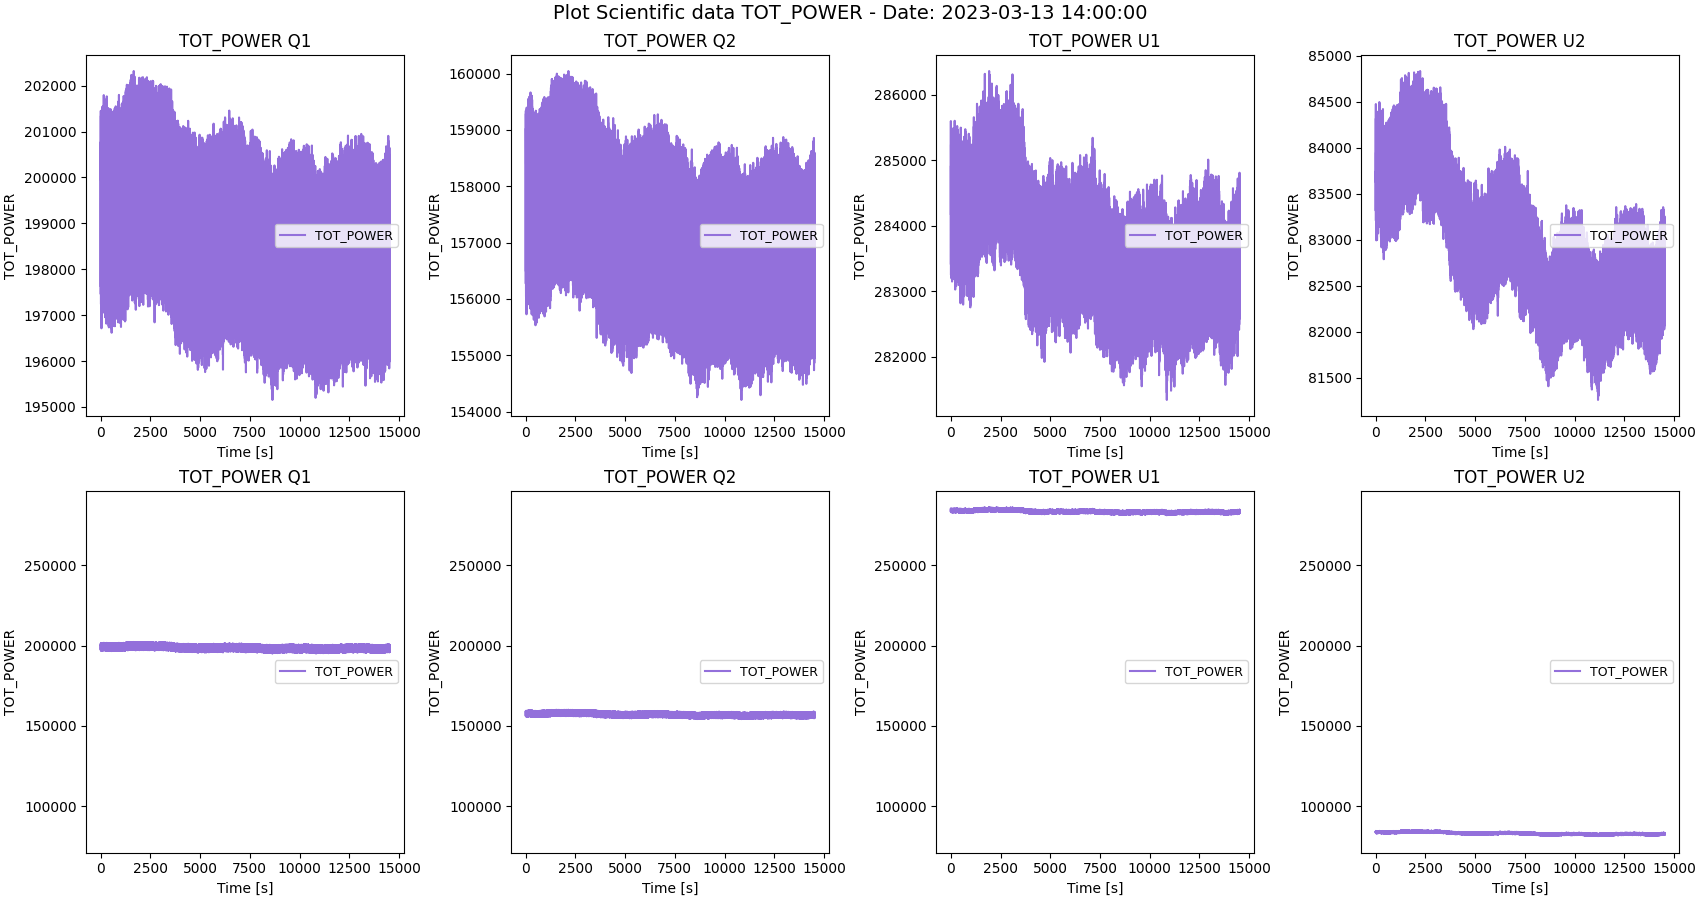 Plot Scientific data TOT_POWER - Date: 2023-03-13 14:00:00
TOT_POWER Q1
TOT_POWER
202000
201000
200000
199000
198000
197000
196000
195000
TOT_POWER
0 2500 5000 7500 10000 12500 15000
Time [s]
TOT_POWER Q2
TOT_POWER
160000
159000
158000
157000
156000
155000
154000
TOT_POWER
0 2500 5000 7500 10000 12500 15000
Time [s]
TOT_POWER U1
TOT_POWER
286000
285000
284000
283000
282000
TOT_POWER
0 2500 5000 7500 10000 12500 15000
Time [s]
TOT_POWER U2
TOT_POWER
85000
84500
84000
83500
83000
82500
82000
81500
TOT_POWER
0 2500 5000 7500 10000 12500 15000
Time [s]
TOT_POWER Q1
TOT_POWER
250000
200000
150000
100000
TOT_POWER
0 2500 5000 7500 10000 12500 15000
Time [s]
TOT_POWER Q2
TOT_POWER
250000
200000
150000
100000
TOT_POWER
0 2500 5000 7500 10000 12500 15000
Time [s]
TOT_POWER U1
TOT_POWER
250000
200000
150000
100000
TOT_POWER
0 2500 5000 7500 10000 12500 15000
Time [s]
TOT_POWER U2
TOT_POWER
250000
200000
150000
100000
TOT_POWER
0 2500 5000 7500 10000 12500 15000
Time [s]